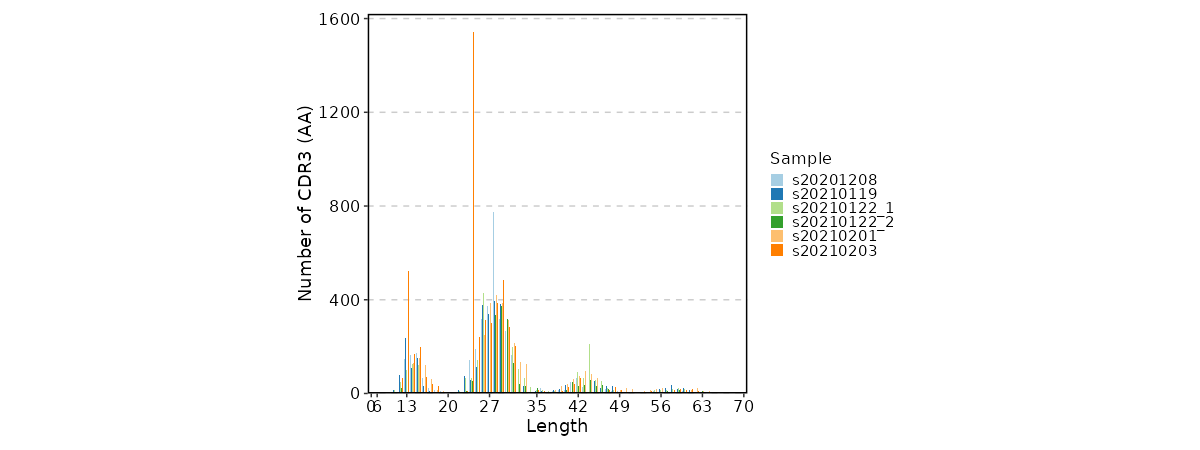 Number of CDR3 (AA)
1600
1200
800
400
0
0 6 13 20 27 35 42 49 56 63 70
Length
Sample
s20201208
s20210119
s20210122_1
s20210122_2
s20210201
s20210203